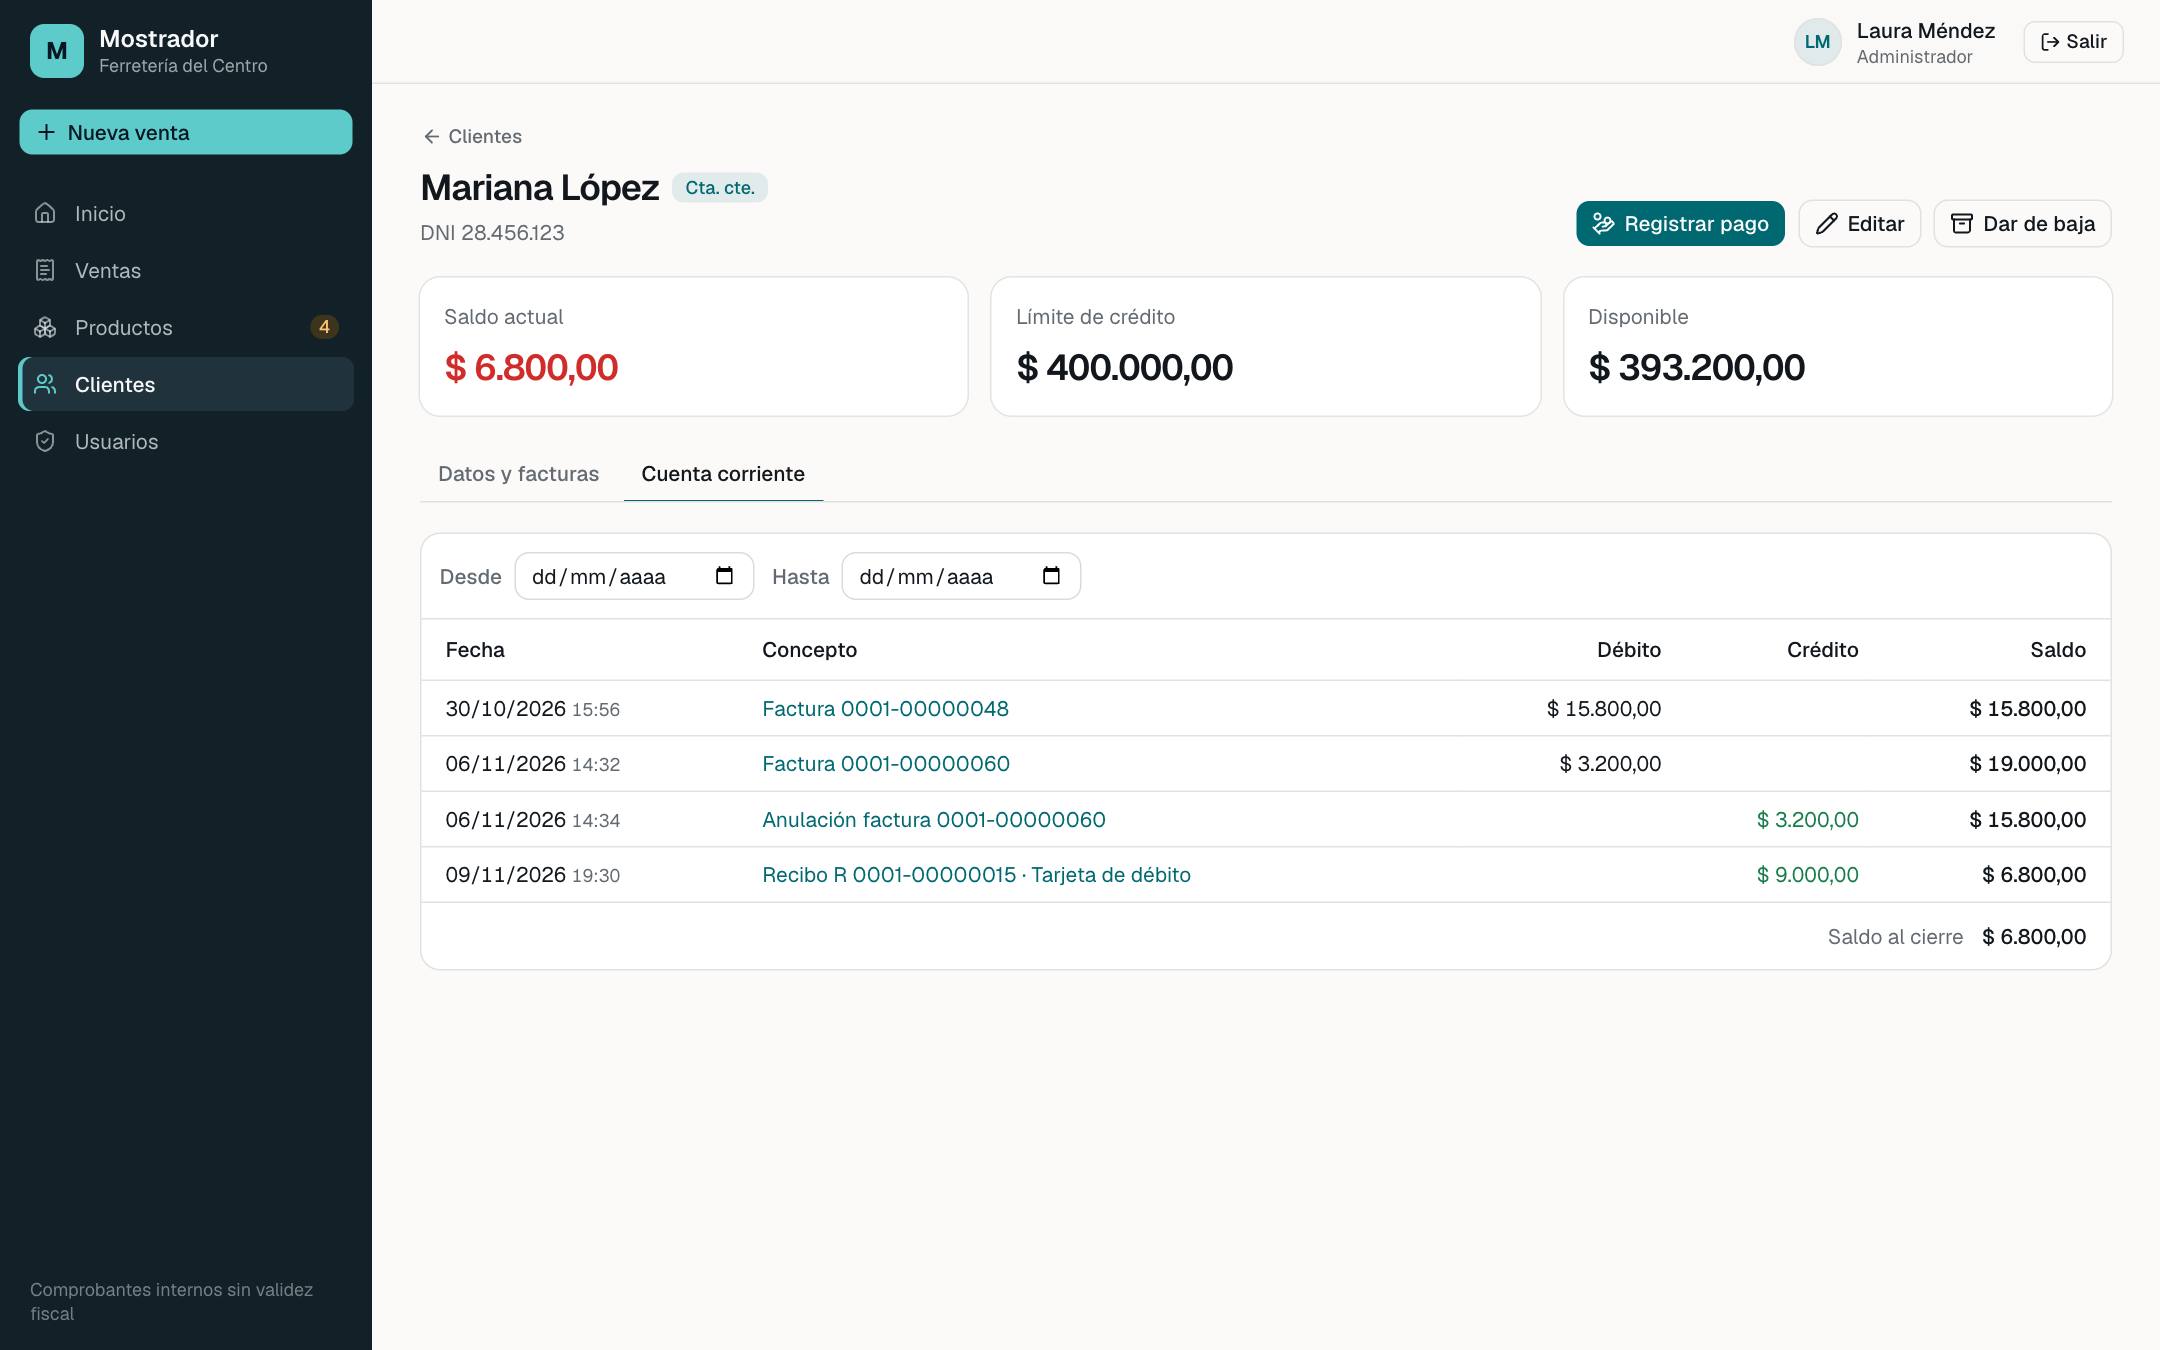 M
Mostrador
Ferretería del Centro
Nueva venta
Inicio
Ventas
Productos 4
Clientes
Usuarios
Comprobantes internos sin validez
fiscal
LM
Laura Méndez
Administrador
Salir
Clientes
Mariana López Cta. cte.
DNI 28.456.123
Registrar pago Editar Dar de baja
Saldo actual
$ 6.800,00
Límite de crédito
$ 400.000,00
Disponible
$ 393.200,00
Datos y facturas Cuenta corriente
Desde dd/mm/aaaa Hasta dd/mm/aaaa
Fecha Concepto Débito Crédito Saldo
30/10/2026 15:56 Factura 0001-00000048 $ 15.800,00 $ 15.800,00
06/11/2026 14:32 Factura 0001-00000060 $ 3.200,00 $ 19.000,00
06/11/2026 14:34 Anulación factura 0001-00000060 $ 3.200,00 $ 15.800,00
09/11/2026 19:30 Recibo R 0001-00000015 · Tarjeta de débito $ 9.000,00 $ 6.800,00
Saldo al cierre $ 6.800,00